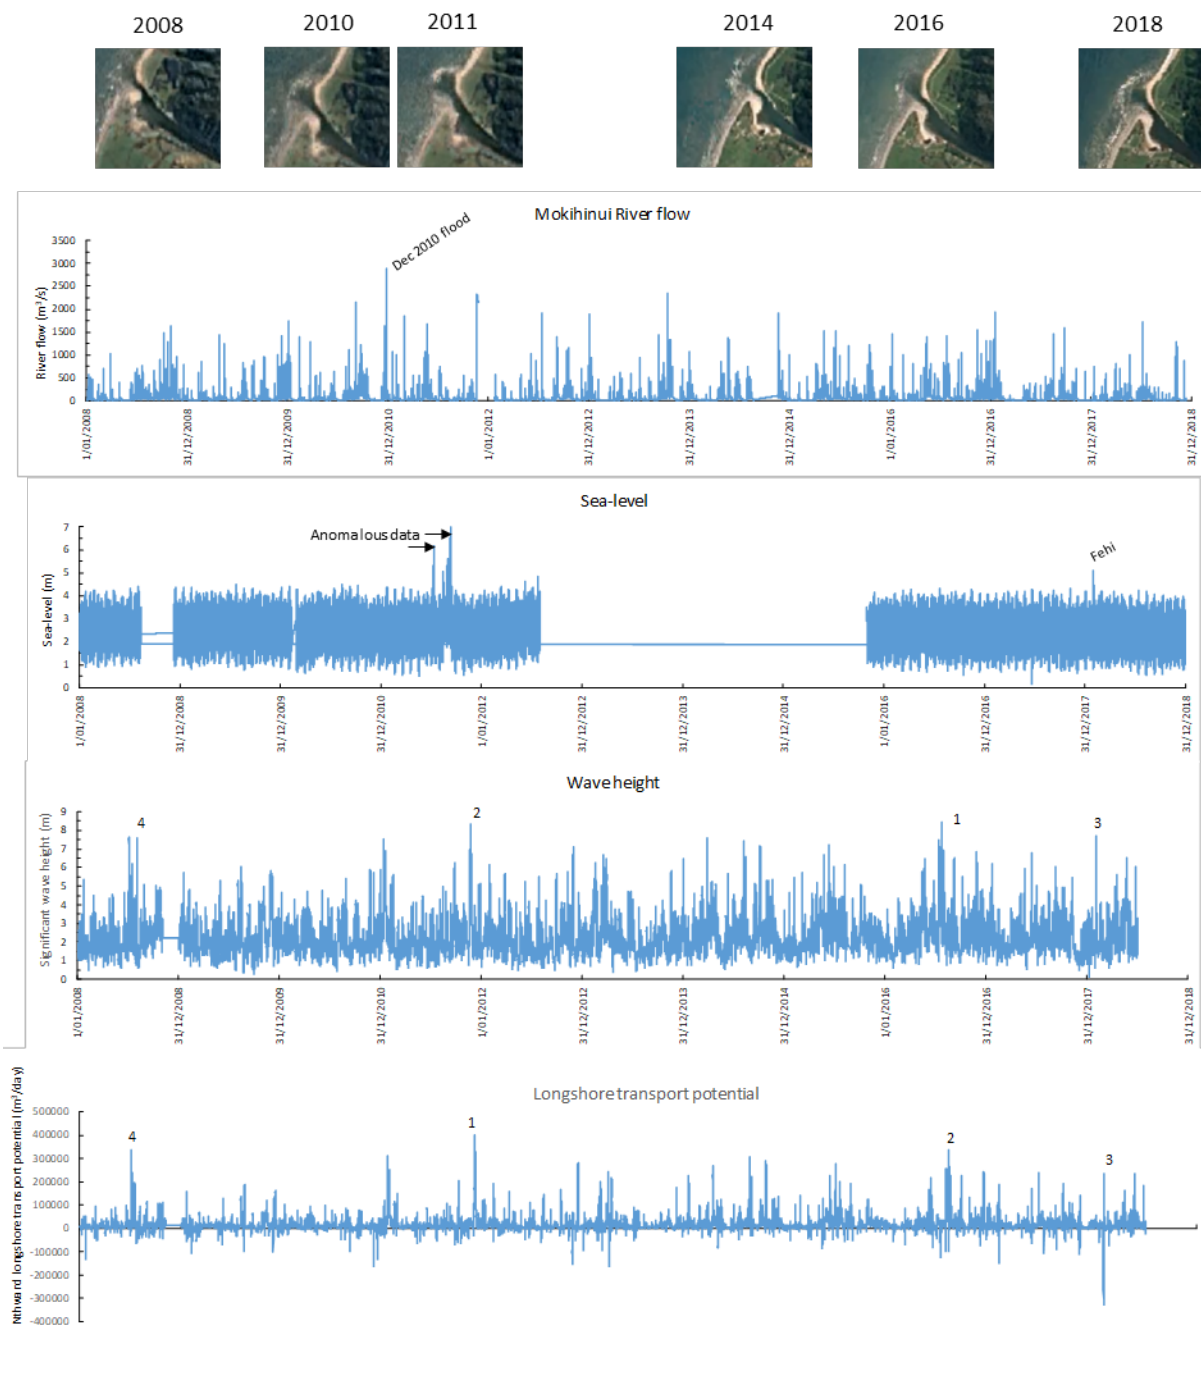 2008 2010 2011 2014 2016 2018
Mokihinui River flow
Dec 2010 flood
River flow (m³/s)
3500
3000
2500
2000
1500
1000
500
0
1/01/2008 31/12/2008 31/12/2009 31/12/2010 1/01/2012 31/12/2012 31/12/2013 31/12/2014 1/01/2016 31/12/2016 31/12/2017 31/12/2018
Sea-level
Anomalous data
Fehi
Sea-level (m)
7
6
5
4
3
2
1
0
1/01/2008 31/12/2008 31/12/2009 31/12/2010 1/01/2012 31/12/2012 31/12/2013 31/12/2014 1/01/2016 31/12/2016 31/12/2017 31/12/2018
Wave height
4 2 1 3
Significant wave height (m)
9
8
7
6
5
4
3
2
1
0
1/01/2008 31/12/2008 31/12/2009 31/12/2010 1/01/2012 31/12/2012 31/12/2013 31/12/2014 1/01/2016 31/12/2016 31/12/2017 31/12/2018
Longshore transport potential
4 1 2 3
Nthward longshore transport potential (m³/day)
500000
400000
300000
200000
100000
0
-100000
-200000
-300000
-400000